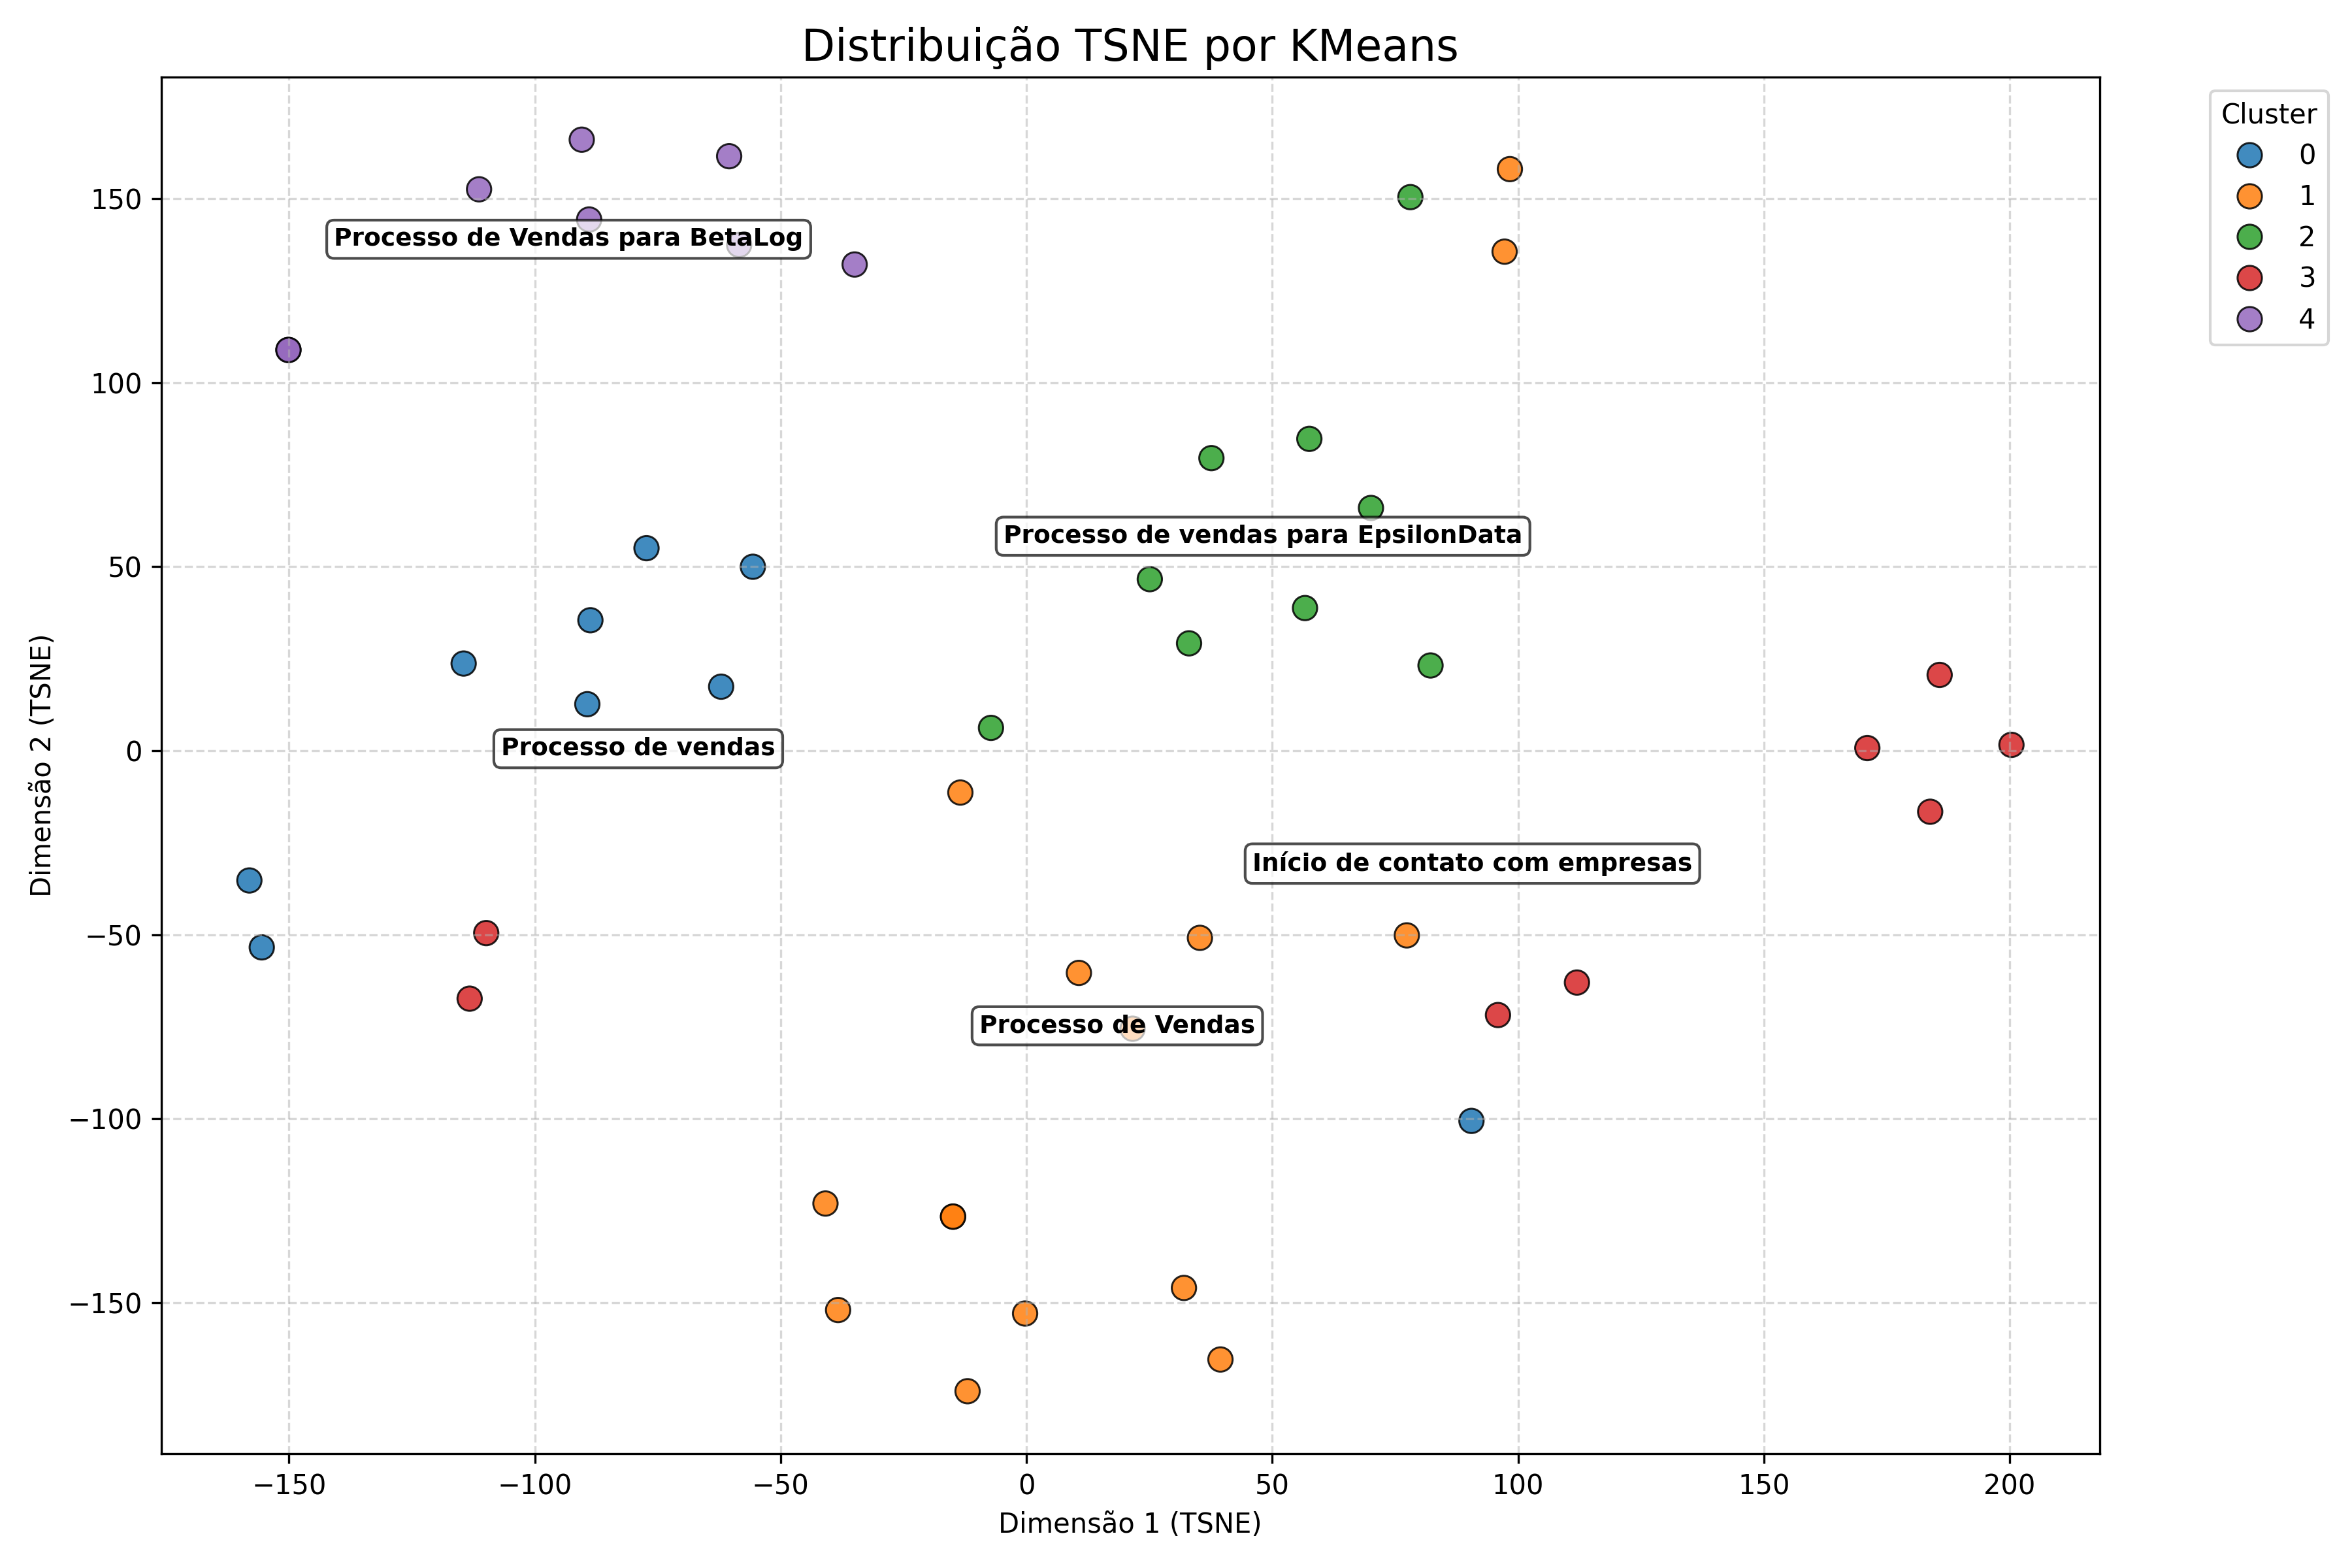 Distribuição TSNE por KMeans
Cluster
0
1
2
3
4
150
100
50
0
−50
−100
−150
Dimensão 2 (TSNE)
Processo de Vendas para BetaLog
Processo de vendas para EpsilonData
Processo de vendas
Início de contato com empresas
Processo de Vendas
−150
−100
−50
0
50
100
150
200
Dimensão 1 (TSNE)